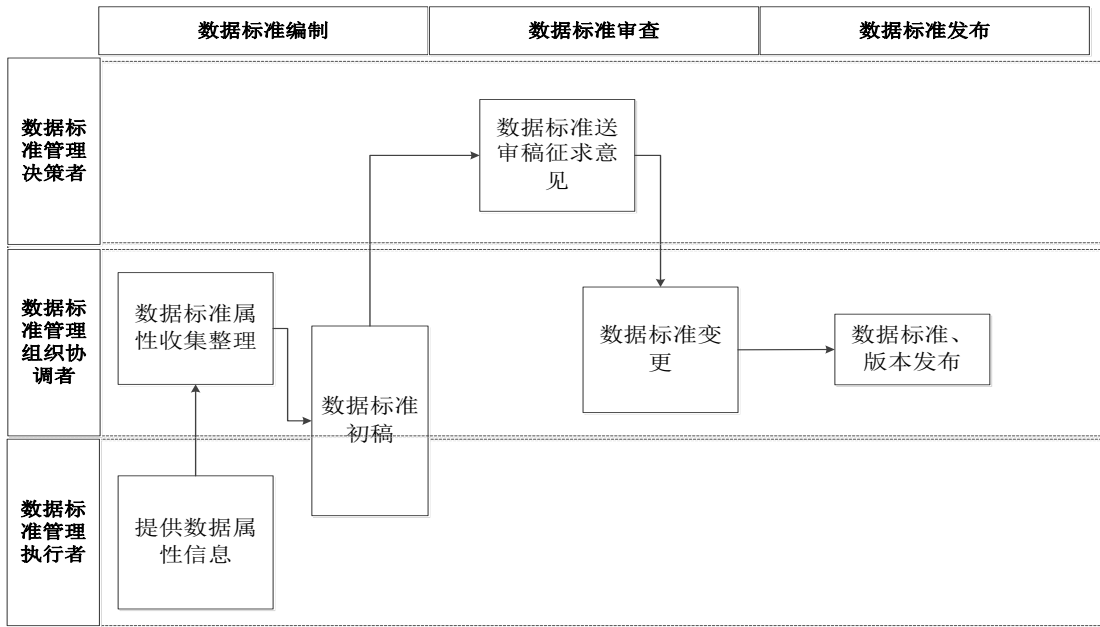 数据标准编制
数据标准审查
数据标准发布
数据标
准管理
决策者
数据标准送
审稿征求意
见
数据标
准管理
组织协
调者
数据标准属
性收集整理
数据标准
初稿
数据标准变
更
数据标准、
版本发布
数据标
准管理
执行者
提供数据属
性信息